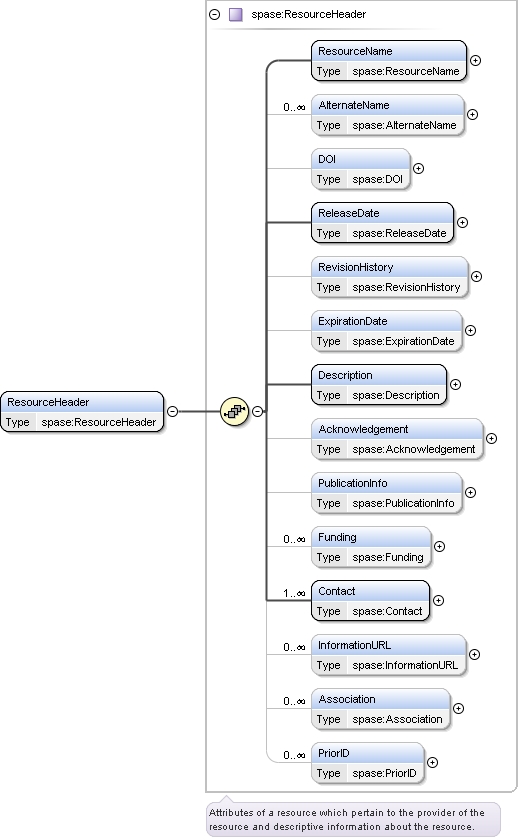 spase:ResourceHeader
ResourceName
Type spase:ResourceName
0..∞
AlternateName
Type spase:AlternateName
DOI
Type spase:DOI
ReleaseDate
Type spase:ReleaseDate
RevisionHistory
Type spase:RevisionHistory
ExpirationDate
Type spase:ExpirationDate
Description
Type spase:Description
ResourceHeader
Type spase:ResourceHeader
Acknowledgement
Type spase:Acknowledgement
PublicationInfo
Type spase:PublicationInfo
0..∞
Funding
Type spase:Funding
1..∞
Contact
Type spase:Contact
0..∞
InformationURL
Type spase:InformationURL
0..∞
Association
Type spase:Association
0..∞
PriorID
Type spase:PriorID
Attributes of a resource which pertain to the provider of the
resource and descriptive information about the resource.